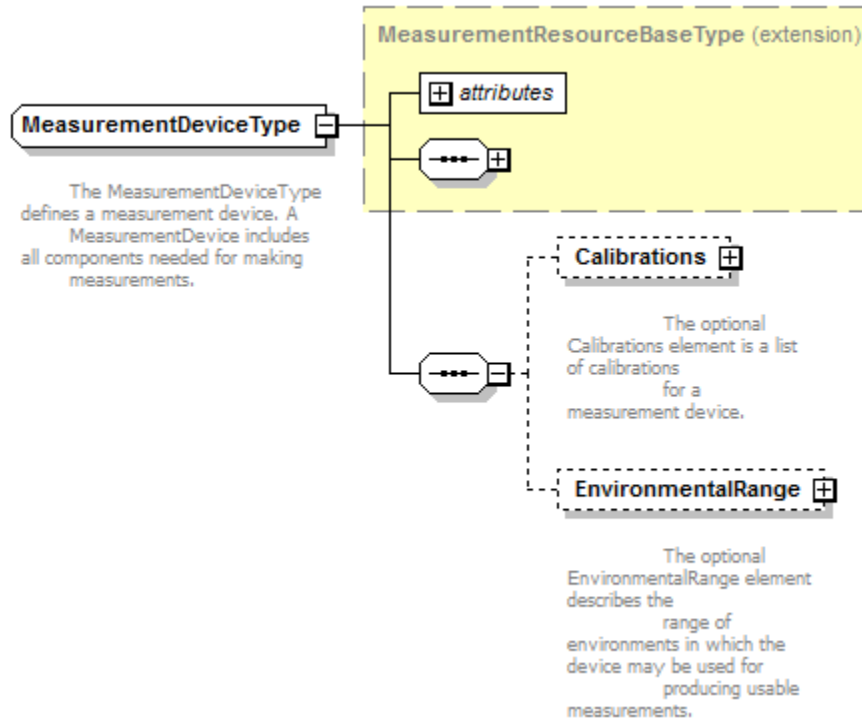 MeasurementResourceBaseType (extension)
attributes
MeasurementDeviceType
The MeasurementDeviceType
defines a measurement device. A
MeasurementDevice includes
all components needed for making
measurements.
Calibrations
The optional
Calibrations element is a list
of calibrations
for a
measurement device.
EnvironmentalRange
The optional
EnvironmentalRange element
describes the
range of
environments in which the
device may be used for
producing usable
measurements.